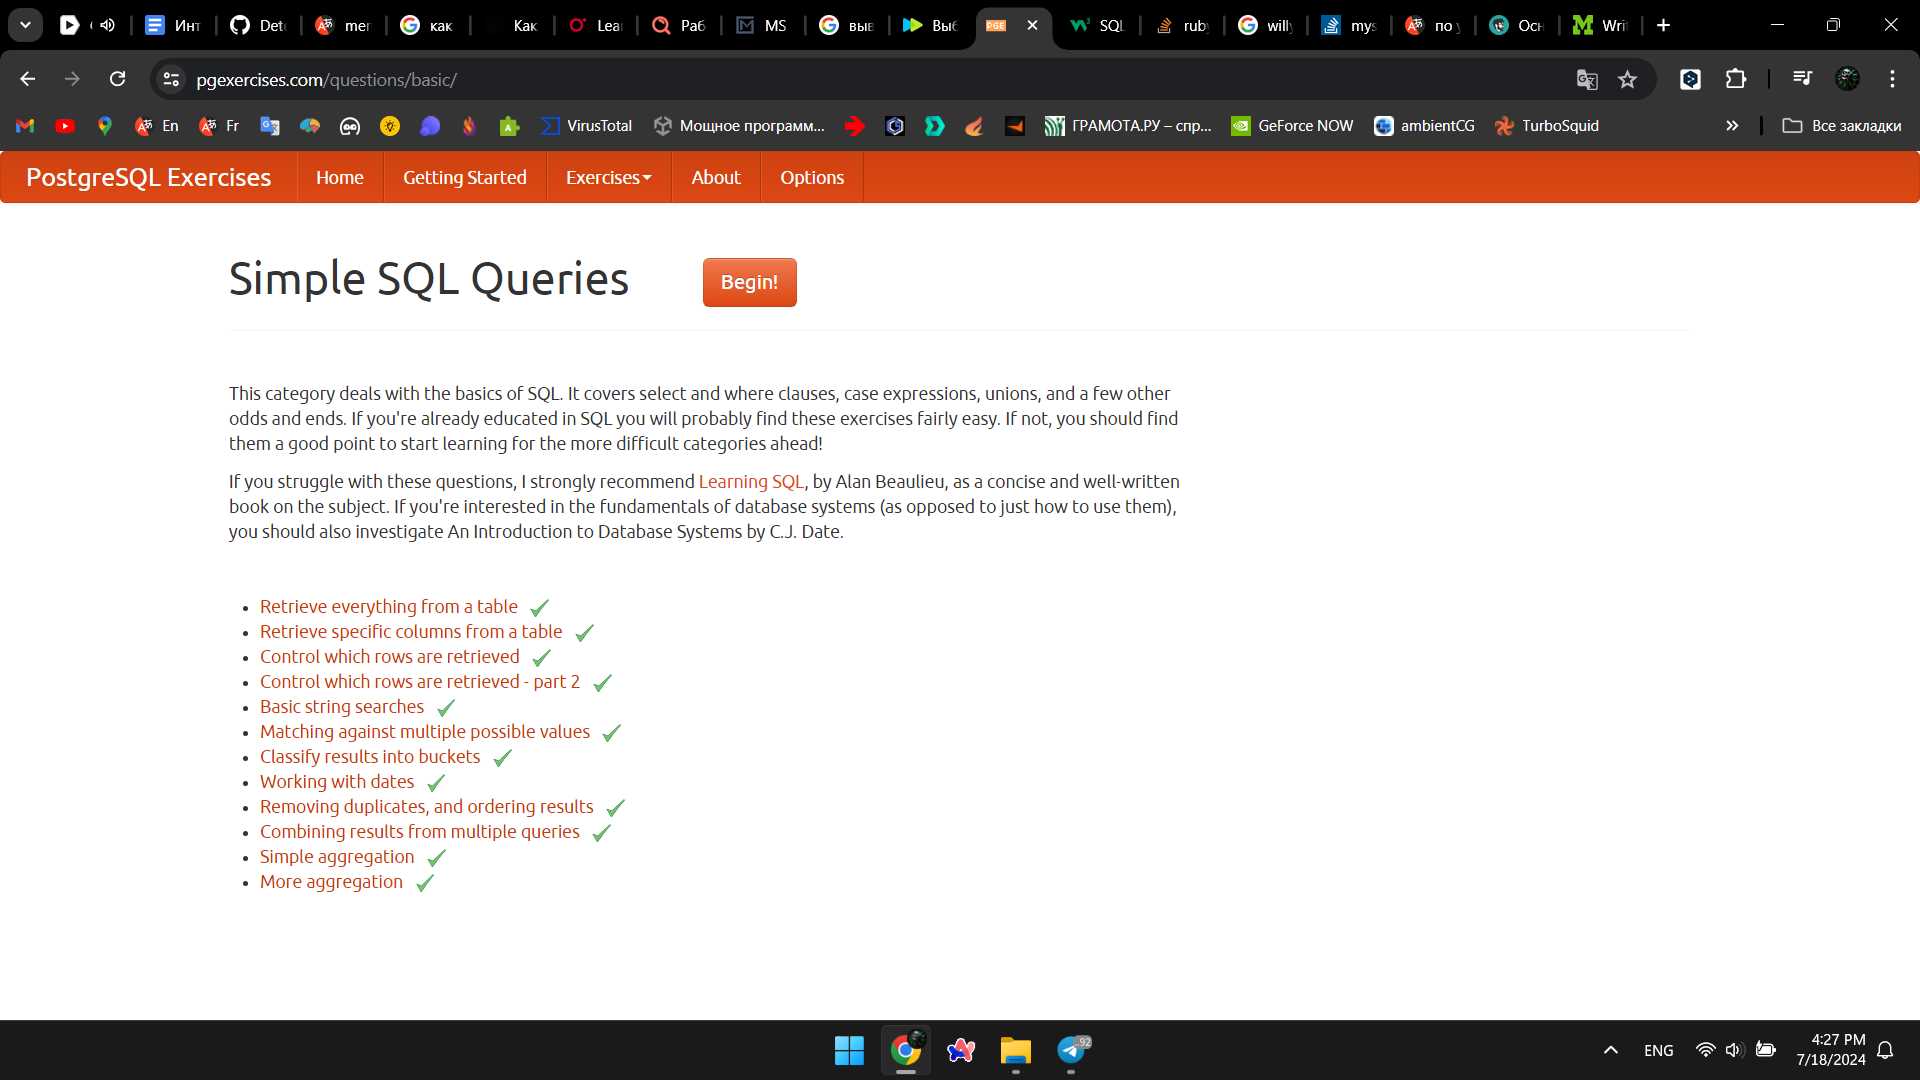 Инт
Det
mer
как
Как
Lea
Раб
MS
выв
Выб
PGE
SQL
ruby
willy
mys
по у
Осн
Writ
pgexercises.com/questions/basic/
En
Fr
VirusTotal
Мощное программ...
ГРАМОТА.РУ – спр...
GeForce NOW
ambientCG
TurboSquid
Все закладки
PostgreSQL Exercises
Home
Getting Started
Exercises
About
Options
Simple SQL Queries
Begin!
This category deals with the basics of SQL. It covers select and where clauses, case expressions, unions, and a few other
odds and ends. If you're already educated in SQL you will probably find these exercises fairly easy. If not, you should find
them a good point to start learning for the more difficult categories ahead!
If you struggle with these questions, I strongly recommend Learning SQL, by Alan Beaulieu, as a concise and well-written
book on the subject. If you're interested in the fundamentals of database systems (as opposed to just how to use them),
you should also investigate An Introduction to Database Systems by C.J. Date.
Retrieve everything from a table
Retrieve specific columns from a table
Control which rows are retrieved
Control which rows are retrieved - part 2
Basic string searches
Matching against multiple possible values
Classify results into buckets
Working with dates
Removing duplicates, and ordering results
Combining results from multiple queries
Simple aggregation
More aggregation
92
ENG
4:27 PM
7/18/2024